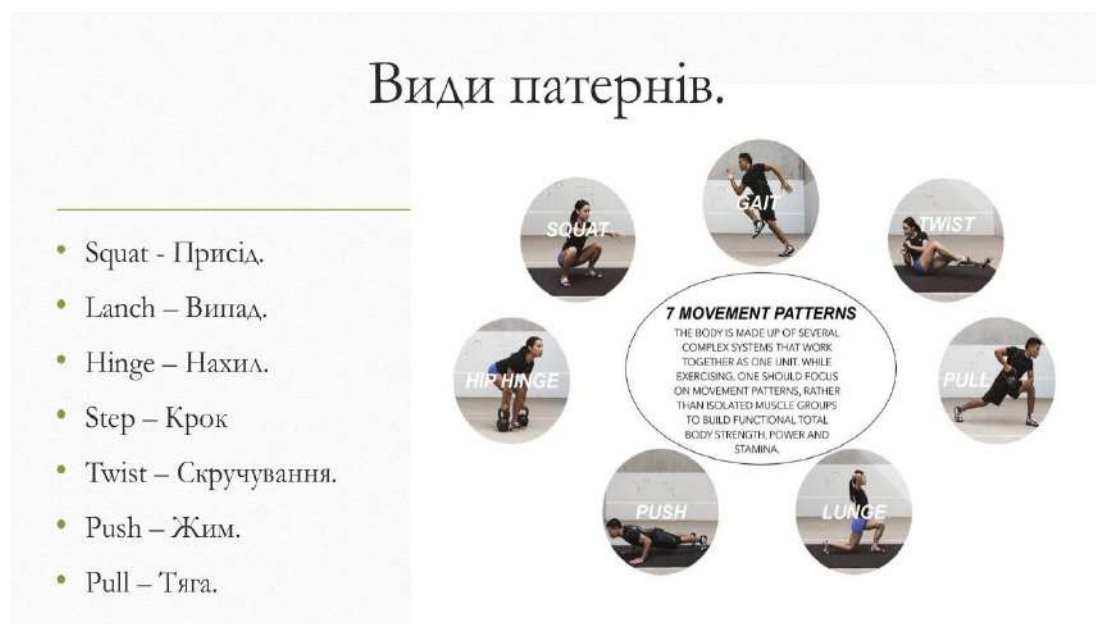 Види патернів.
• Squat - Присід.
• Lanch – Випад.
• Hinge – Нахил.
• Step – Крок
• Twist – Скручування.
• Push – Жим.
• Pull – Тяга.
GAIT
SQUAT
TWIST
7 MOVEMENT PATTERNS
THE BODY IS MADE UP OF SEVERAL
COMPLEX SYSTEMS THAT WORK
TOGETHER AS ONE UNIT. WHILE
EXERCISING, ONE SHOULD FOCUS
ON MOVEMENT PATTERNS, RATHER
THAN ISOLATED MUSCLE GROUPS
TO BUILD FUNCTIONAL TOTAL
BODY STRENGTH, POWER AND
STAMINA.
HIP HINGE
PULL
PUSH
LUNGE